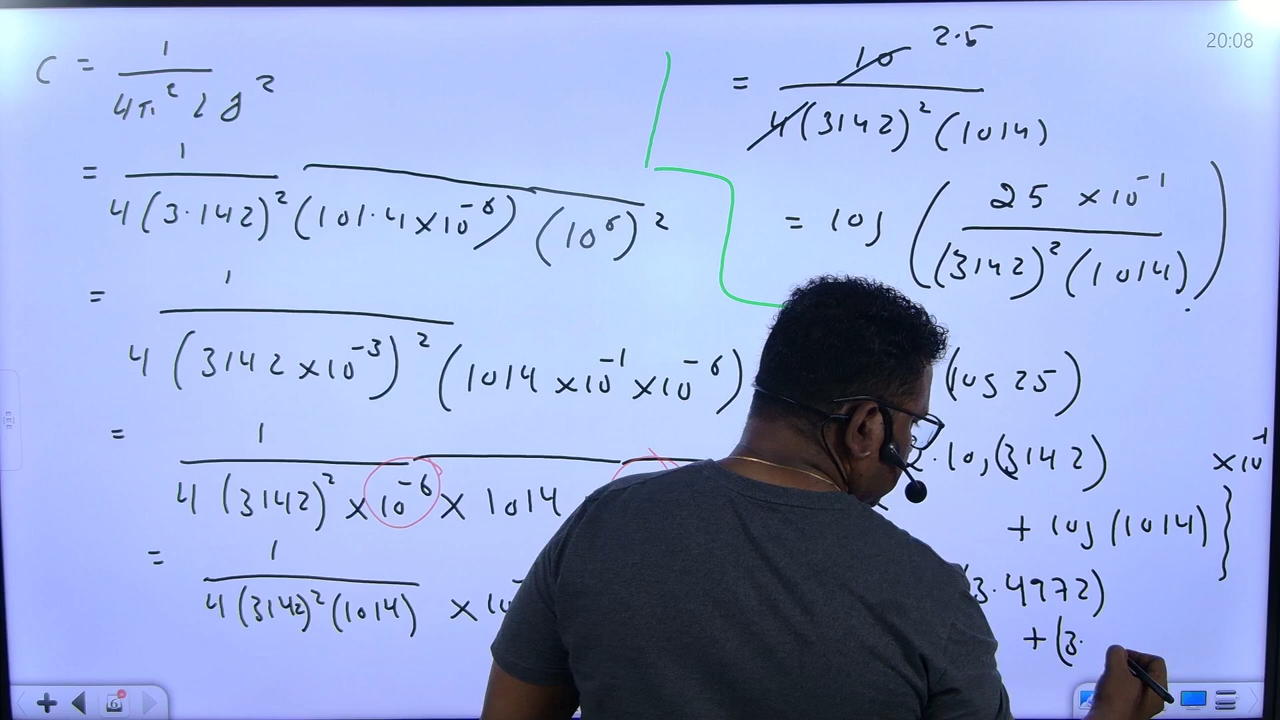 C = 1 / 4π² L f²
= 1 / 4(3.142)² (101.4×10⁻⁶) (10⁶)²
= 1 / 4(3142×10⁻³)² (1014×10⁻¹×10⁻⁶)
= 1 / 4(3142)² × 10⁻⁶ × 1014
= 1 / 4(3142)²(1014) ×10
20:08
= 10 2.5 / 4(3142)²(1014)
= log (25 ×10⁻¹ / (3142)²(1014))
(log 25)
2.log(3142) ×10⁻¹
+ log(1014)}
(3.4972)
+(3.
6